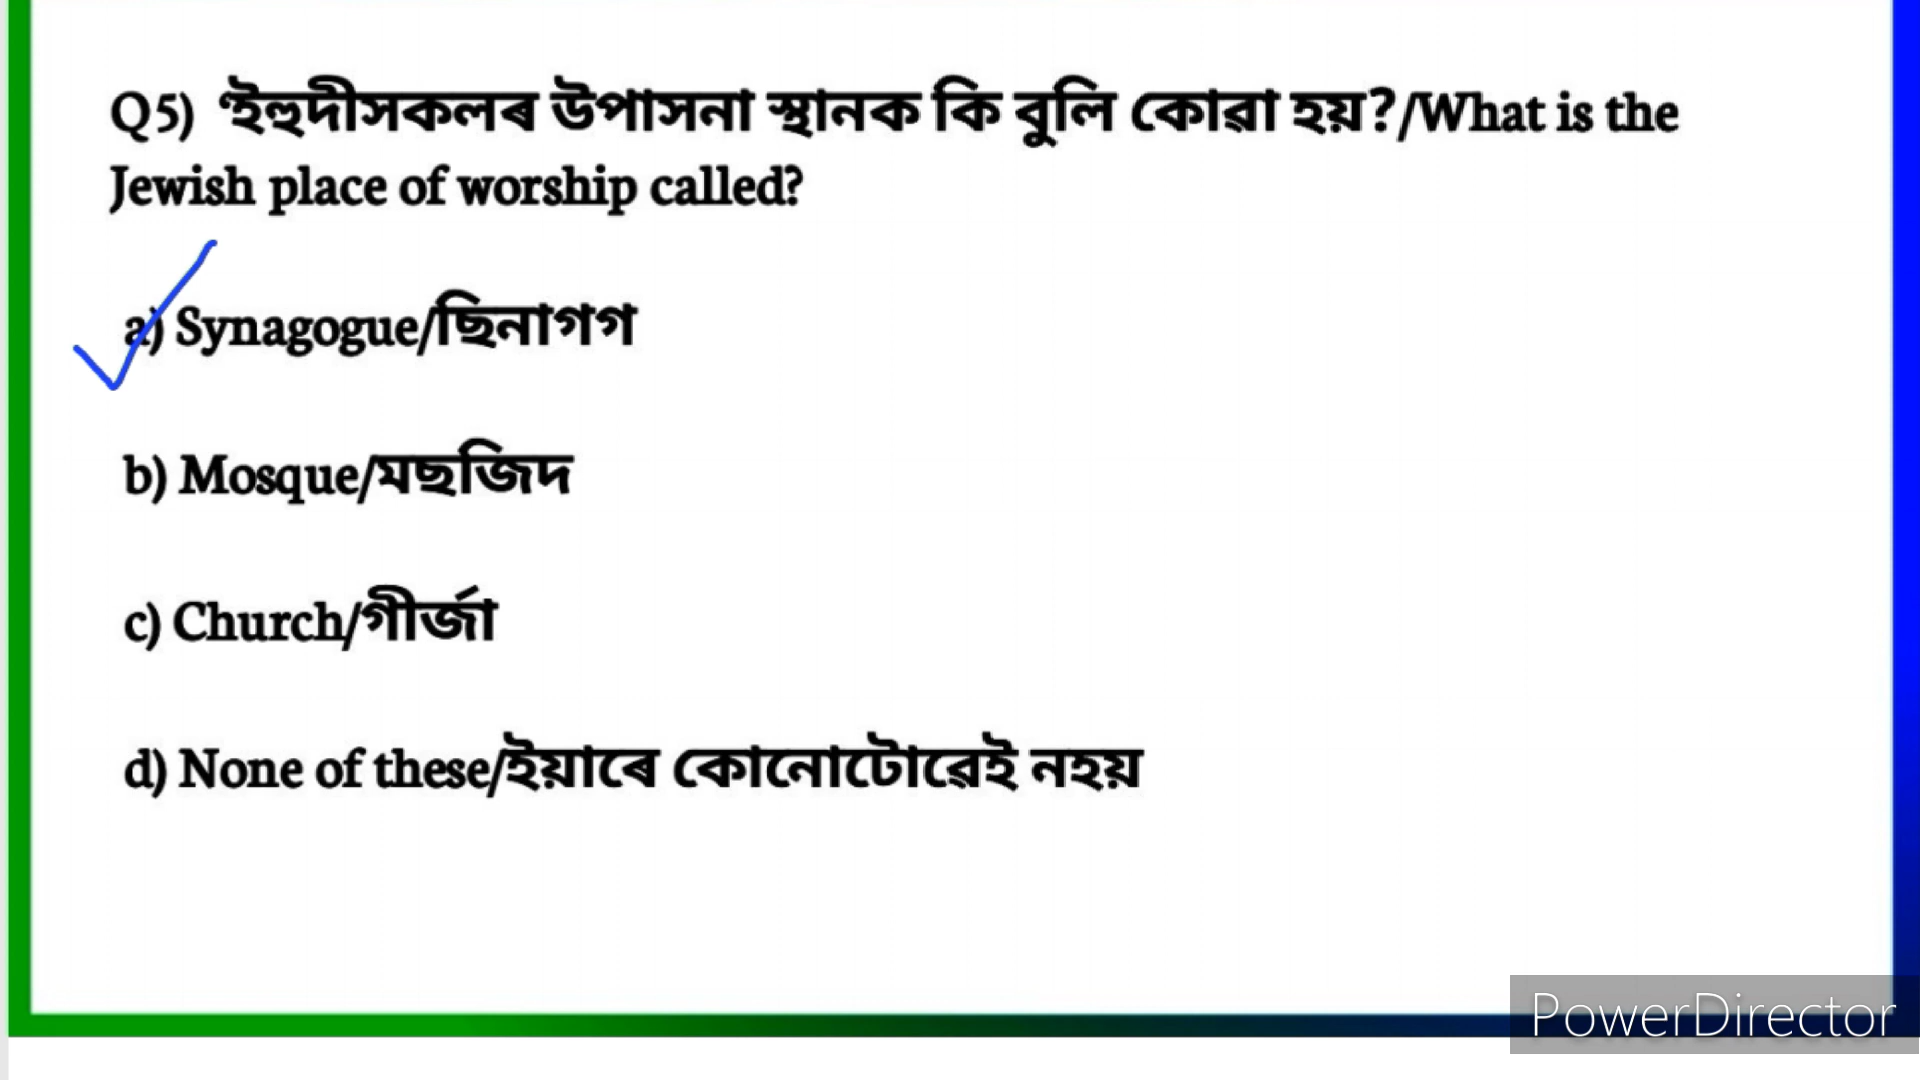 Q5) ‘ইহুদীসকলৰ উপাসনা স্থানক কি বুলি কোৱা হয়?/What is the
Jewish place of worship called?
a) Synagogue/ছিনাগগ
b) Mosque/মছজিদ
c) Church/গীৰ্জা
d) None of these/ইয়াৰে কোনোটোৱেই নহয়
PowerDirector